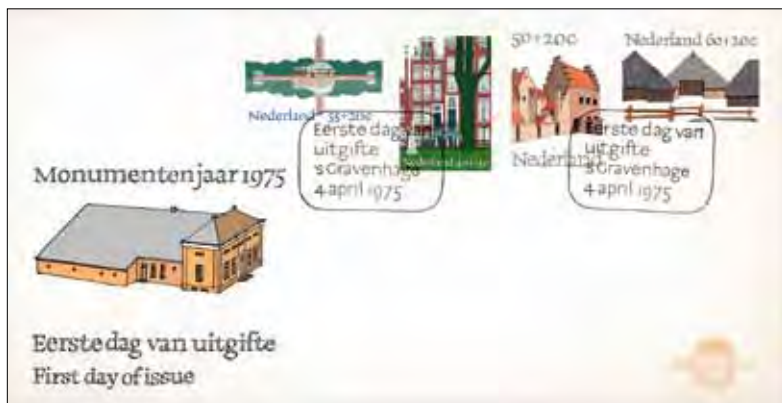 50+20c
Nederland 60+20c
Nederland 35+20c
Nederland
Nederland
Eerste dag van
uitgifte
's Gravenhage
4 april 1975
Eerste dag van
uitgifte
's Gravenhage
4 april 1975
Monumentenjaar 1975
Eerste dag van uitgifte
First day of issue